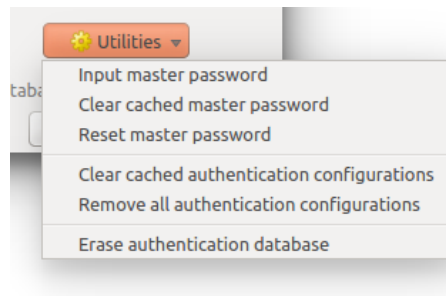 Utilities
Input master password
Clear cached master password
Reset master password
Clear cached authentication configurations
Remove all authentication configurations
Erase authentication database